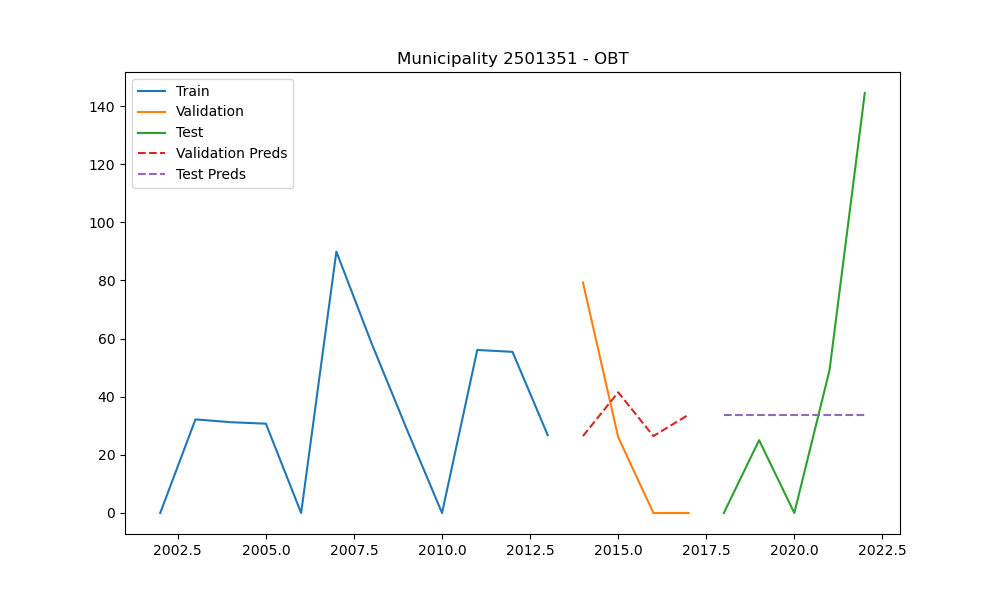 Municipality 2501351 - OBT
Train
Validation
Test
Validation Preds
Test Preds
140
120
100
80
60
40
20
0
2002.5 2005.0 2007.5 2010.0 2012.5 2015.0 2017.5 2020.0 2022.5